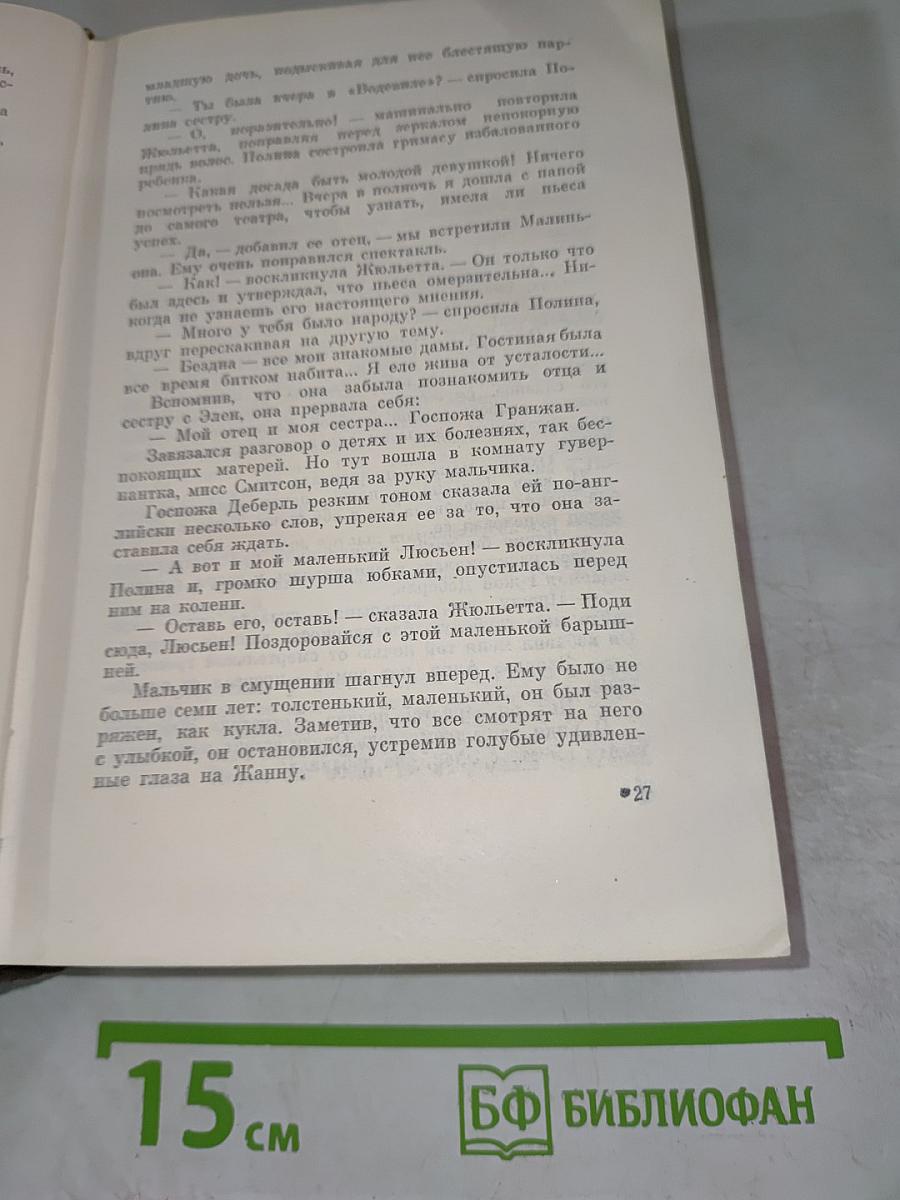 ь,
с-
а
младшую дочь, подыскивая для нее блестящую пар-
тию.
— Ты была вчера в «Водевиле»? — спросила По-
лина сестру.
— О, поразительно! — машинально повторила
Жюльетта, поправляя перед зеркалом непокорную
прядь волос. Полина состроила гримасу избалованного
ребенка.
— Какая досада быть молодой девушкой! Ничего
посмотреть нельзя... Вчера в полночь я дошла с папой
до самого театра, чтобы узнать, имела ли пьеса
успех.
— Да, — добавил ее отец, — мы встретили Малинь-
она. Ему очень понравился спектакль.
— Как! — воскликнула Жюльетта. — Он только что
был здесь и утверждал, что пьеса омерзительна... Ни-
когда не узнаешь его настоящего мнения.
— Много у тебя было народу? — спросила Полина,
вдруг перескакивая на другую тему.
— Бездна — все мои знакомые дамы. Гостиная была
все время битком набита... Я еле жива от усталости...
Вспомнив, что она забыла познакомить отца и
сестру с Элен, она прервала себя:
— Мой отец и моя сестра... Госпожа Гранжан.
Завязался разговор о детях и их болезнях, так бес-
покоящих матерей. Но тут вошла в комнату гувер-
нантка, мисс Смитсон, ведя за руку мальчика.
Госпожа Деберль резким тоном сказала ей по-анг-
лийски несколько слов, упрекая ее за то, что она за-
ставила себя ждать.
— А вот и мой маленький Люсьен! — воскликнула
Полина и, громко шурша юбками, опустилась перед
ним на колени.
— Оставь его, оставь! — сказала Жюльетта. — Поди
сюда, Люсьен! Поздоровайся с этой маленькой барыш-
ней.
Мальчик в смущении шагнул вперед. Ему было не
больше семи лет: толстенький, маленький, он был раз-
ряжен, как кукла. Заметив, что все смотрят на него
с улыбкой, он остановился, устремив голубые удивлен-
ные глаза на Жанну.
27
15 см
БФ БИБЛИОФАН